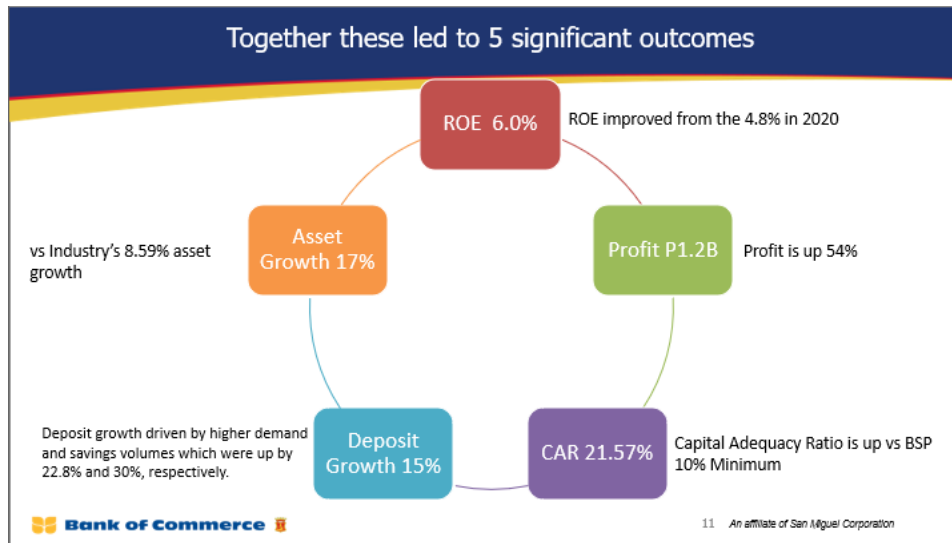 Together these led to 5 significant outcomes
ROE 6.0%
ROE improved from the 4.8% in 2020
Profit P1.2B
Profit is up 54%
CAR 21.57%
Capital Adequacy Ratio is up vs BSP
10% Minimum
Deposit
Growth 15%
Deposit growth driven by higher demand
and savings volumes which were up by
22.8% and 30%, respectively.
Asset
Growth 17%
vs Industry's 8.59% asset
growth
Bank of Commerce
11
An affiliate of San Miguel Corporation